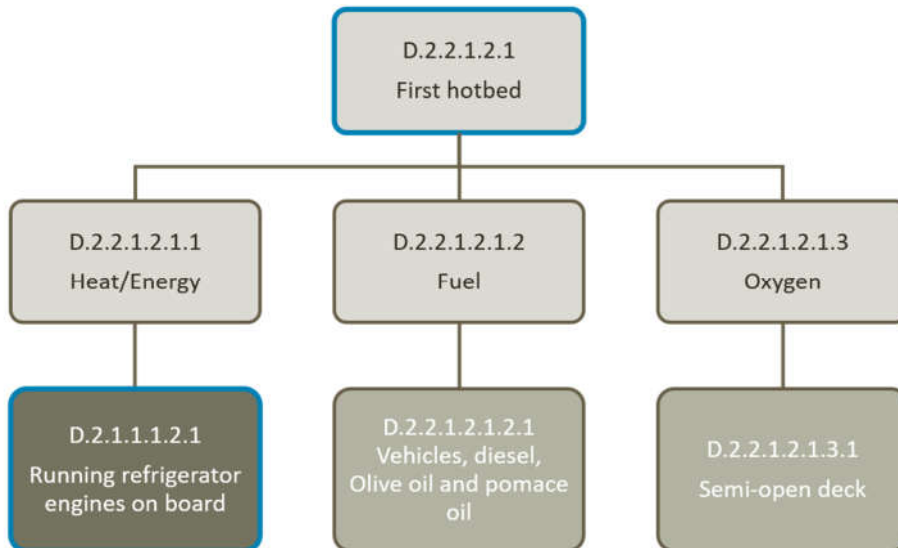 D.2.2.1.2.1
First hotbed
D.2.2.1.2.1.1
Heat/Energy
D.2.2.1.2.1.2
Fuel
D.2.2.1.2.1.3
Oxygen
D.2.1.1.1.2.1
Running refrigerator
engines on board
D.2.2.1.2.1.2.1
Vehicles, diesel,
Olive oil and pomace
oil
D.2.2.1.2.1.3.1
Semi-open deck